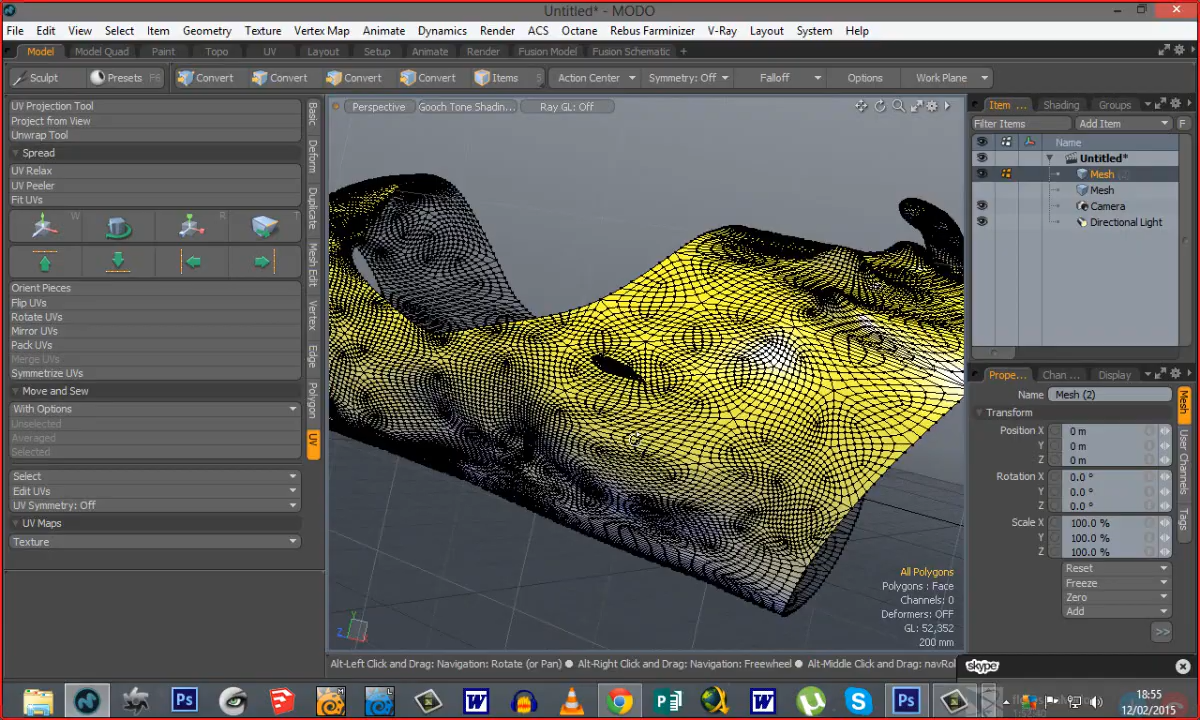 Untitled* - MODO
File Edit View Select Item Geometry Texture Vertex Map Animate Dynamics Render ACS Octane Rebus Farminizer V-Ray Layout System Help
Model Model Quad Paint Topo UV Layout Setup Animate Render Fusion Model Fusion Schematic +
Sculpt Presets F6 Convert Convert Convert Convert Items 5 Action Center Symmetry: Off Falloff Options Work Plane
UV Projection Tool
Project from View
Unwrap Tool
Spread
UV Relax
UV Peeler
Fit UVs
W R T
Orient Pieces
Flip UVs
Rotate UVs
Mirror UVs
Pack UVs
Merge UVs
Symmetrize UVs
Move and Sew
With Options
Unselected
Averaged
Selected
Select
Edit UVs
UV Symmetry: Off
UV Maps
Texture
Basic
Deform
Duplicate
Mesh Edit
Vertex
Edge
Polygon
UV
Perspective Gooch Tone Shadin... Ray GL: Off
All Polygons
Polygons : Face
Channels: 0
Deformers: OFF
GL: 52,352
200 mm
Y
Z X
Alt-Left Click and Drag: Navigation: Rotate (or Pan) ● Alt-Right Click and Drag: Navigation: Freewheel ● Alt-Middle Click and Drag: navRol
Item ... Shading Groups
Filter Items Add Item F
Name
Untitled*
Mesh (2)
Mesh
Camera
Directional Light
Prope... Chan ... Display
Name Mesh (2)
Transform
Position X 0 m
Y 0 m
Z 0 m
Rotation X 0.0 °
Y 0.0 °
Z 0.0 °
Scale X 100.0 %
Y 100.0 %
Z 100.0 %
Reset
Freeze
Zero
Add
>>
Mesh
User Channels
Tags
skype
18:55
12/02/2015